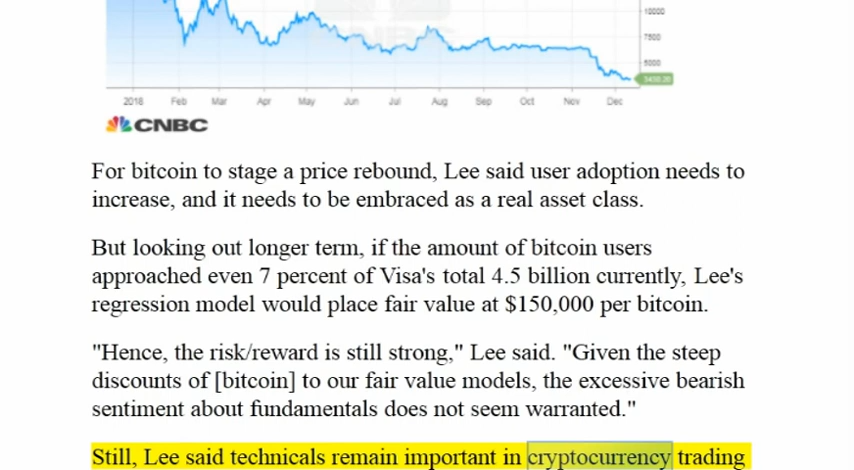 10000
7500
5000
3400.20
2018 Feb Mar Apr May Jun Jul Aug Sep Oct Nov Dec
CNBC
For bitcoin to stage a price rebound, Lee said user adoption needs to
increase, and it needs to be embraced as a real asset class.
But looking out longer term, if the amount of bitcoin users
approached even 7 percent of Visa's total 4.5 billion currently, Lee's
regression model would place fair value at $150,000 per bitcoin.
"Hence, the risk/reward is still strong," Lee said. "Given the steep
discounts of [bitcoin] to our fair value models, the excessive bearish
sentiment about fundamentals does not seem warranted."
Still, Lee said technicals remain important in cryptocurrency trading